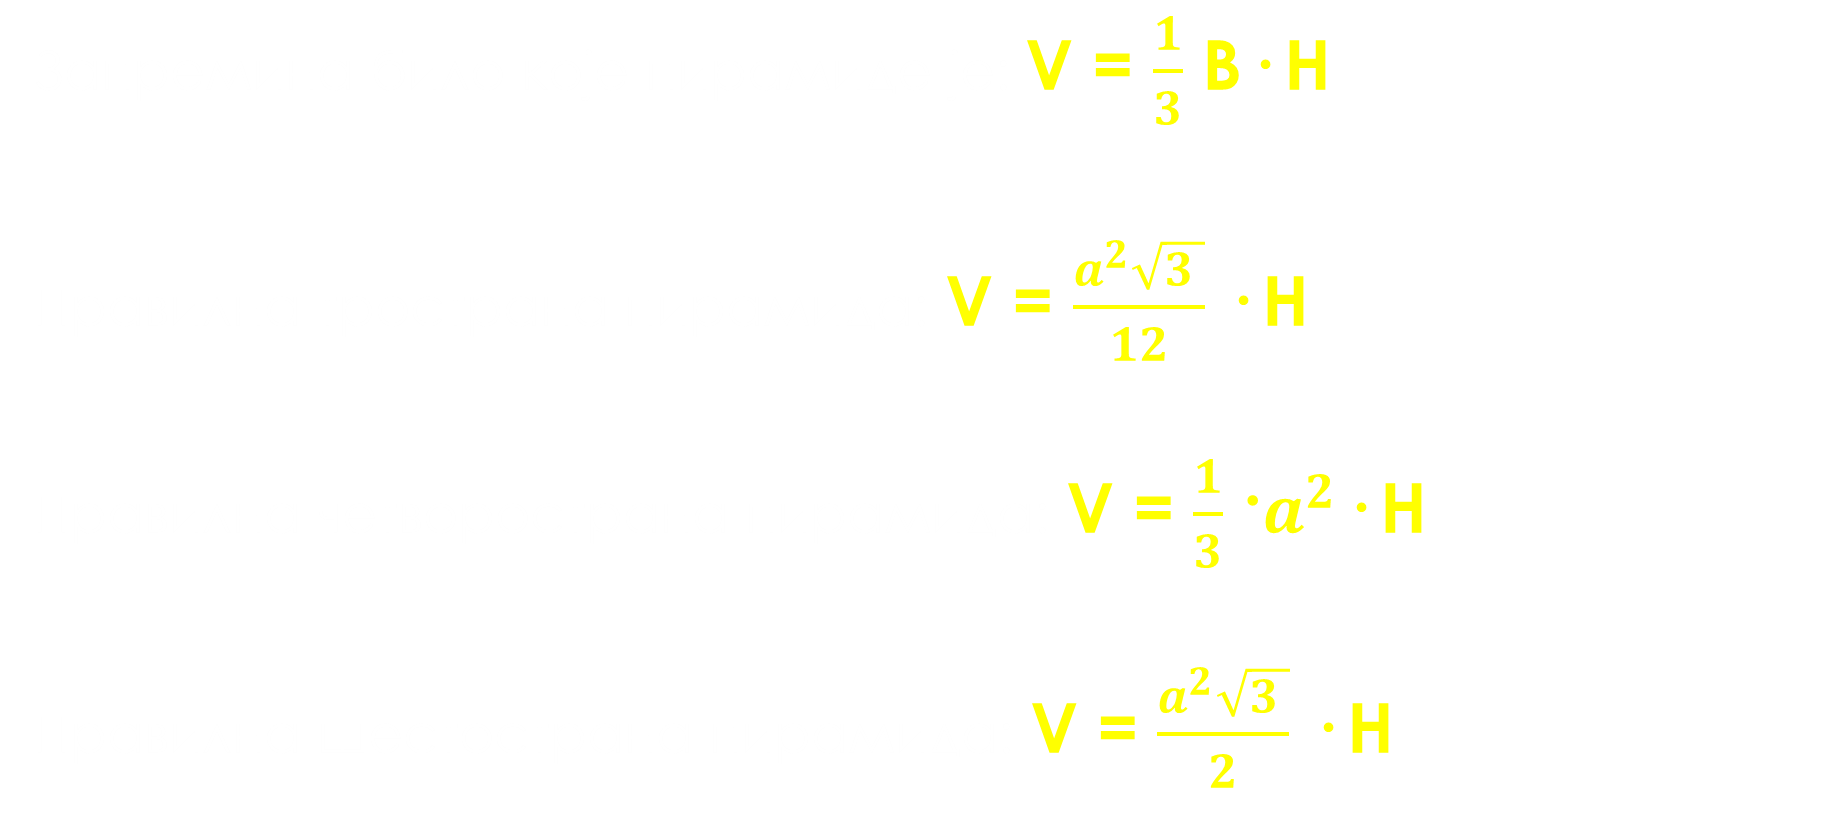 V = 1/3 B · H
V = a²√3/12 · H
V = 1/3 · a² · H
V = a²√3/2 · H